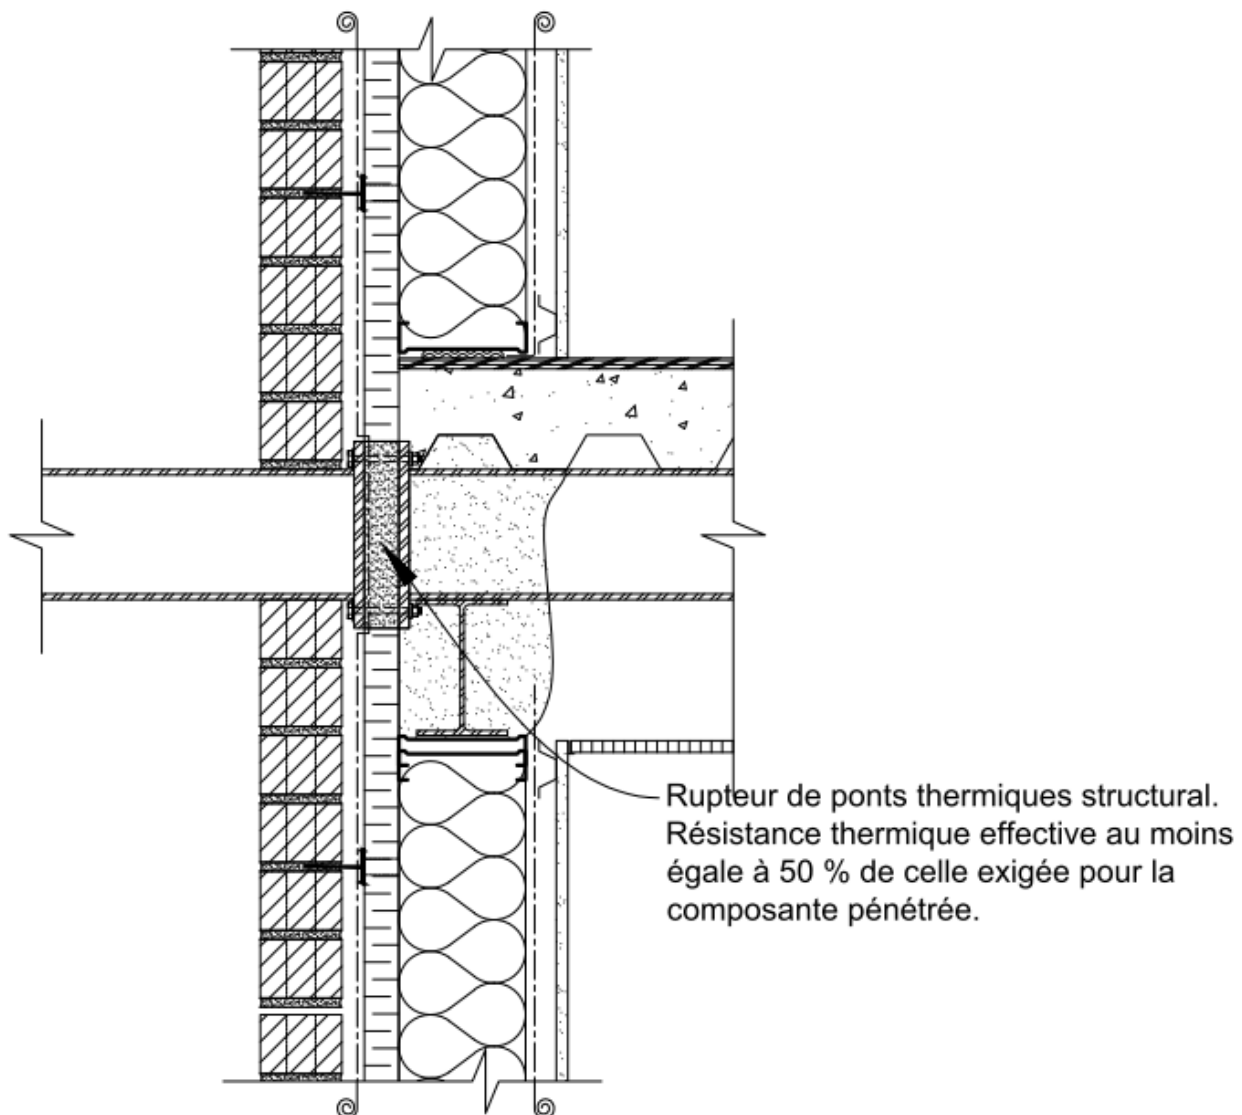 Rupteur de ponts thermiques structural.
Résistance thermique effective au moins
égale à 50 % de celle exigée pour la
composante pénétrée.